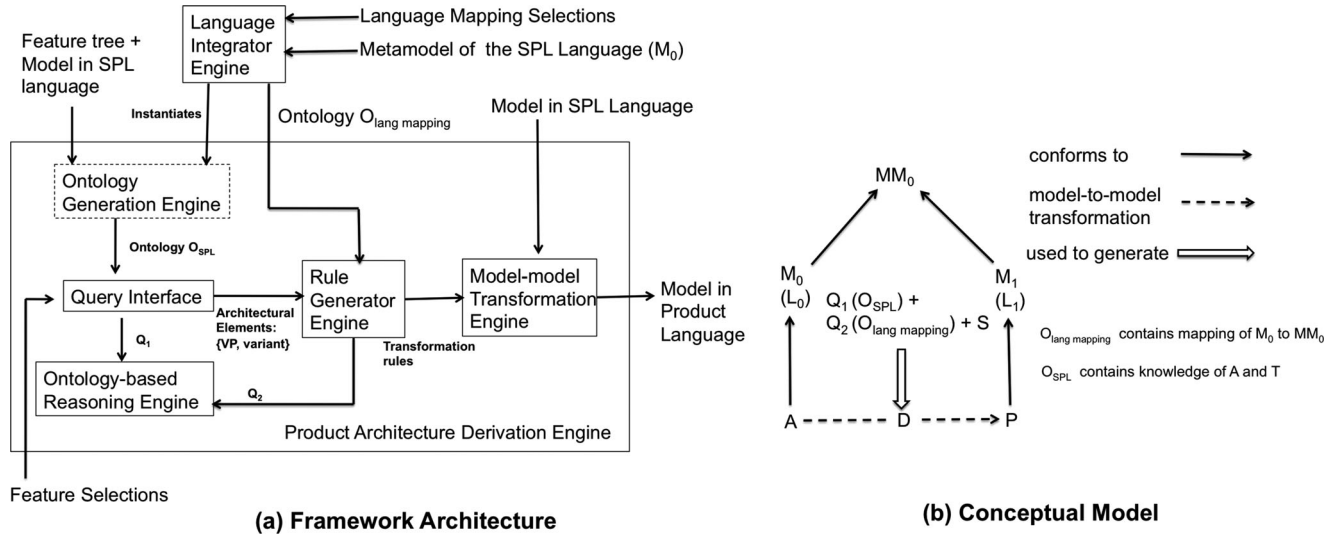 Language
Integrator
Engine
Language Mapping Selections
Metamodel of the SPL Language (M0)
Feature tree +
Model in SPL
language
Instantiates
Ontology Olang mapping
Model in SPL Language
Ontology
Generation Engine
Ontology OSPL
Query Interface
Rule
Generator
Engine
Model-model
Transformation
Engine
Model in
Product
Language
Architectural
Elements:
{VP, variant}
Transformation
rules
Q1
Ontology-based
Reasoning Engine
Q2
Product Architecture Derivation Engine
Feature Selections
(a) Framework Architecture
MM0
conforms to
model-to-model
transformation
used to generate
M0
(L0)
Q1 (OSPL) +
Q2 (Olang mapping) + S
M1
(L1)
Olang mapping contains mapping of M0 to MM0
OSPL contains knowledge of A and T
A
D
P
(b) Conceptual Model